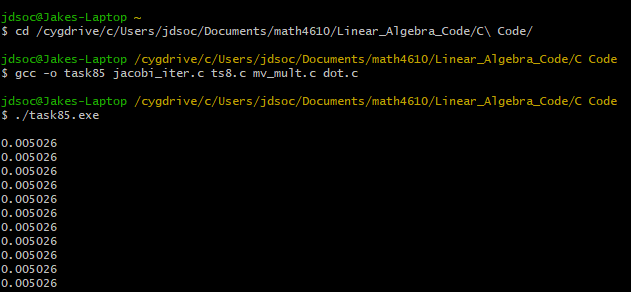 jdsoc@Jakes-Laptop ~
$ cd /cygdrive/c/Users/jdsoc/Documents/math4610/Linear_Algebra_Code/C\ Code/
jdsoc@Jakes-Laptop /cygdrive/c/Users/jdsoc/Documents/math4610/Linear_Algebra_Code/C Code
$ gcc -o task85 jacobi_iter.c ts8.c mv_mult.c dot.c
jdsoc@Jakes-Laptop /cygdrive/c/Users/jdsoc/Documents/math4610/Linear_Algebra_Code/C Code
$ ./task85.exe
0.005026
0.005026
0.005026
0.005026
0.005026
0.005026
0.005026
0.005026
0.005026
0.005026
0.005026